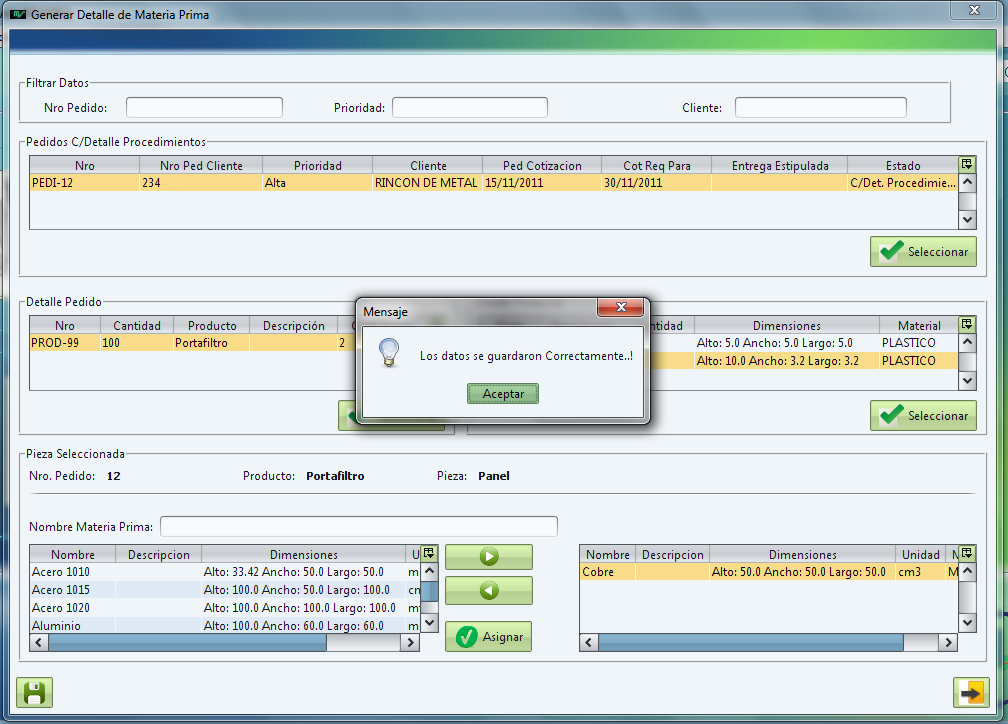 Generar Detalle de Materia Prima
Filtrar Datos
Nro Pedido: Prioridad: Cliente:
Pedidos C/Detalle Procedimientos
Nro Nro Ped Cliente Prioridad Cliente Ped Cotizacion Cot Req Para Entrega Estipulada Estado
PEDI-12 234 Alta RINCON DE METAL 15/11/2011 30/11/2011 C/Det. Procedimie...
Seleccionar
Detalle Pedido
Nro Cantidad Producto Descripción
PROD-99 100 Portafiltro 2
Mensaje
Los datos se guardaron Correctamente..!
Aceptar
ntidad Dimensiones Material
Alto: 5.0 Ancho: 5.0 Largo: 5.0 PLASTICO
Alto: 10.0 Ancho: 3.2 Largo: 3.2 PLASTICO
Seleccionar
Pieza Seleccionada
Nro. Pedido: 12 Producto: Portafiltro Pieza: Panel
Nombre Materia Prima:
Nombre Descripcion Dimensiones U
Acero 1010 Alto: 33.42 Ancho: 50.0 Largo: 50.0 m
Acero 1015 Alto: 100.0 Ancho: 50.0 Largo: 100.0 cm
Acero 1020 Alto: 100.0 Ancho: 100.0 Largo: 100.0 m
Aluminio Alto: 100.0 Ancho: 60.0 Largo: 60.0 m
Asignar
Nombre Descripcion Dimensiones Unidad N
Cobre Alto: 50.0 Ancho: 50.0 Largo: 50.0 cm3 M